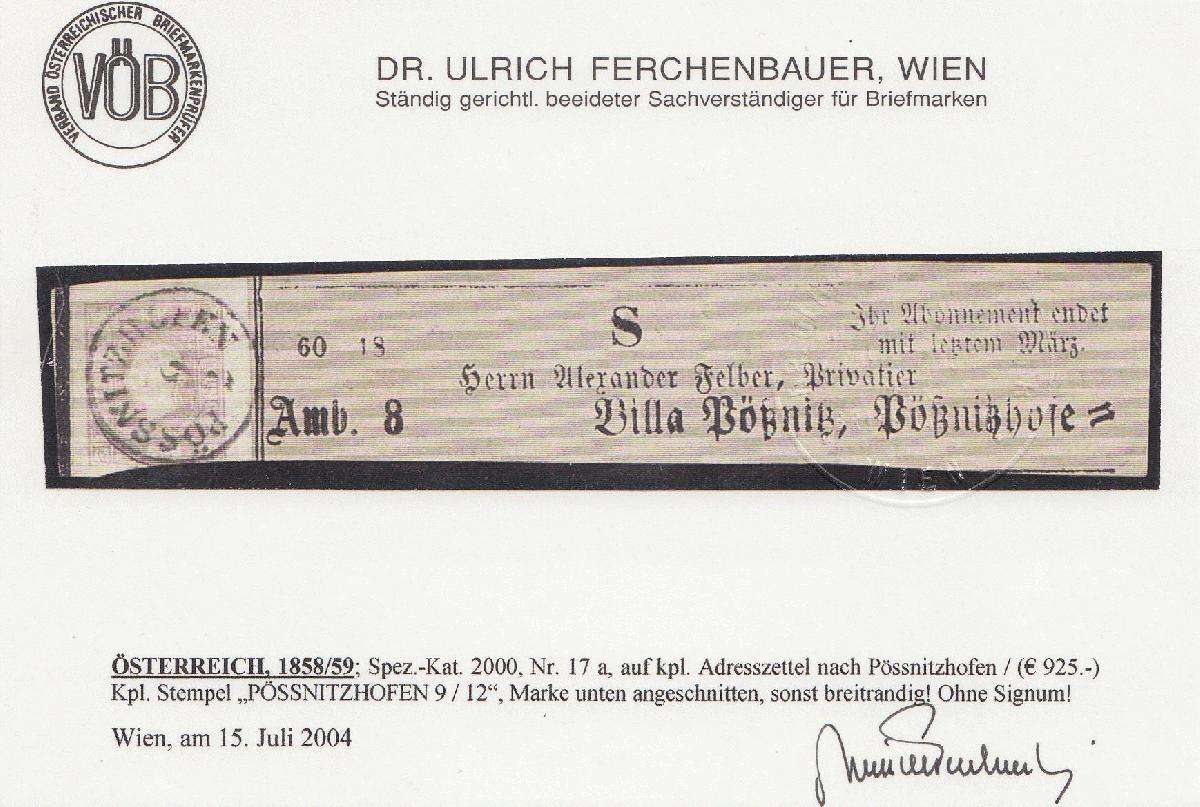 VERBAND ÖSTERREICHISCHER BRIEFMARKENPRÜFER
VÖB
DR. ULRICH FERCHENBAUER, WIEN
Ständig gerichtl. beeideter Sachverständiger für Briefmarken
S
Ihr Abonnement endet
mit letztem März.
60 18
Herrn Alexander Felber, Privatier
Amb. 8
Villa Pößnitz, Pößnitzhofe =
WIEN
ÖSTERREICH, 1858/59; Spez.-Kat. 2000, Nr. 17 a, auf kpl. Adresszettel nach Pössnitzhofen / (€ 925.-)
Kpl. Stempel „PÖSSNITZHOFEN 9 / 12“, Marke unten angeschnitten, sonst breitrandig! Ohne Signum!
Wien, am 15. Juli 2004